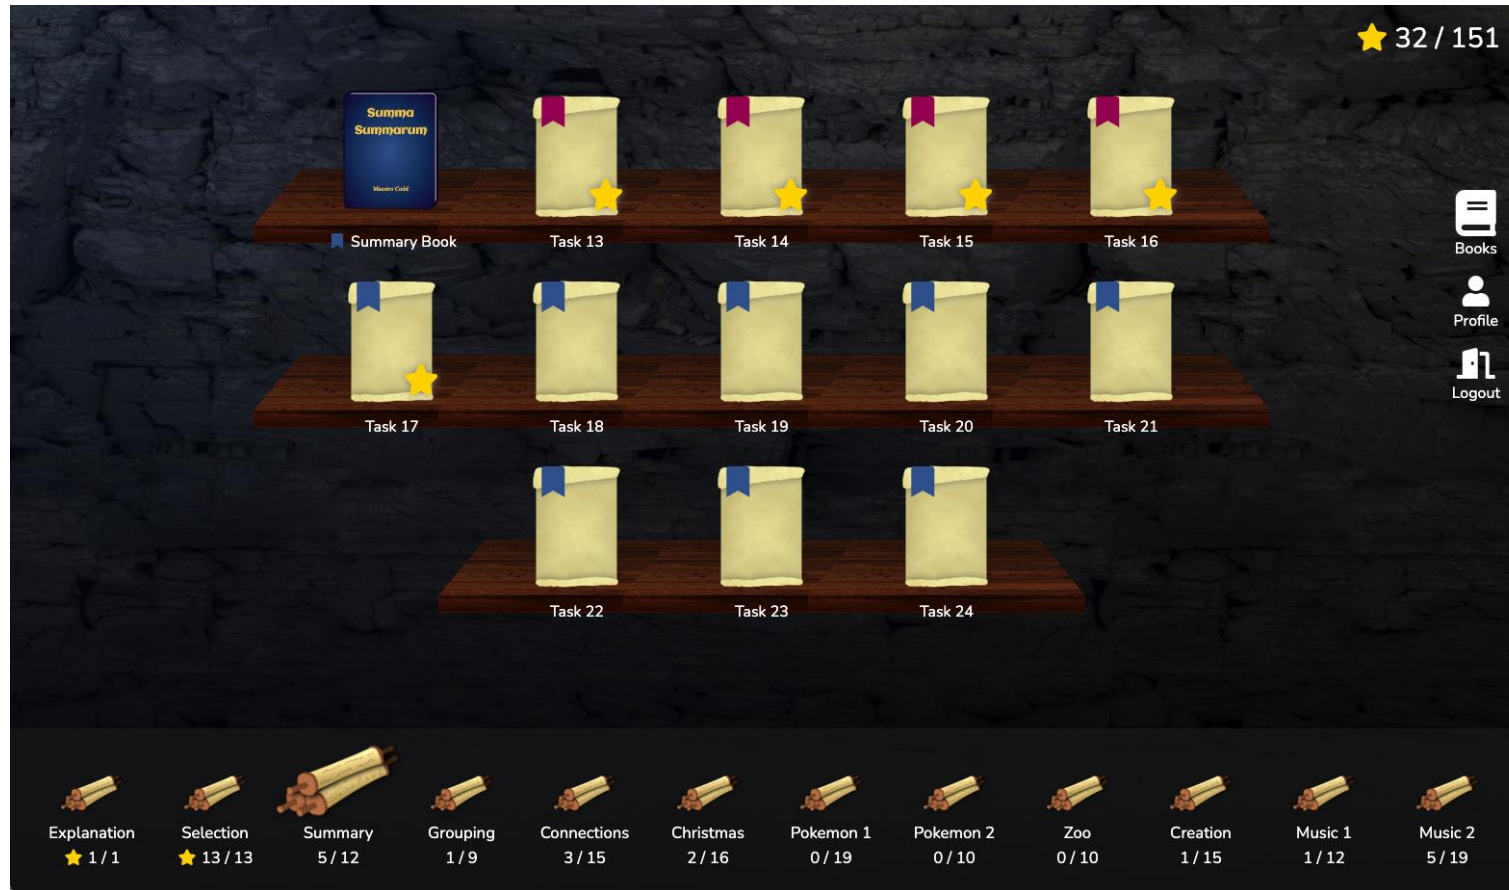 32 / 151
Summa
Summarum
Maestro Cuid
Summary Book
Task 13
Task 14
Task 15
Task 16
Books
Profile
Logout
Task 17
Task 18
Task 19
Task 20
Task 21
Task 22
Task 23
Task 24
Explanation
1 / 1
Selection
13 / 13
Summary
5 / 12
Grouping
1 / 9
Connections
3 / 15
Christmas
2 / 16
Pokemon 1
0 / 19
Pokemon 2
0 / 10
Zoo
0 / 10
Creation
1 / 15
Music 1
1 / 12
Music 2
5 / 19